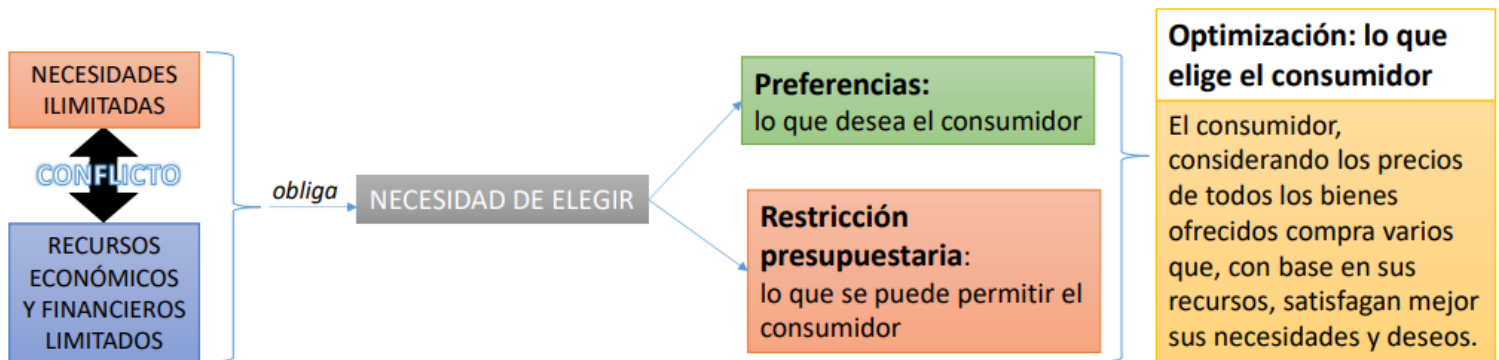 NECESIDADES
ILIMITADAS
CONFLICTO
RECURSOS
ECONÓMICOS
Y FINANCIEROS
LIMITADOS
obliga
NECESIDAD DE ELEGIR
Preferencias:
lo que desea el consumidor
Restricción
presupuestaria:
lo que se puede permitir el
consumidor
Optimización: lo que
elige el consumidor
El consumidor,
considerando los precios
de todos los bienes
ofrecidos compra varios
que, con base en sus
recursos, satisfagan mejor
sus necesidades y deseos.